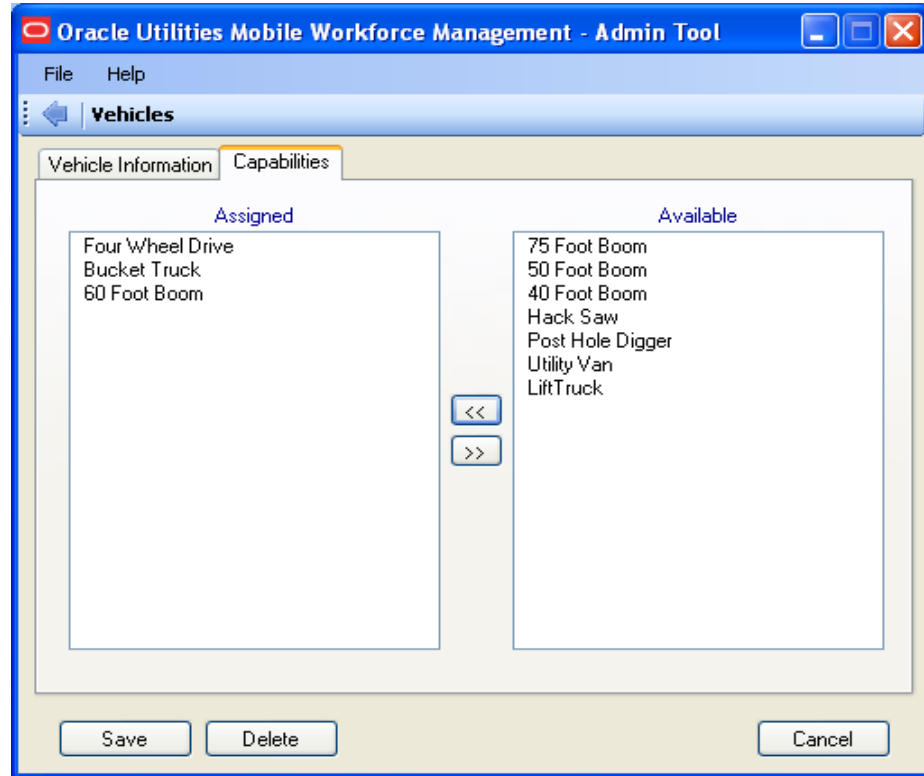 Oracle Utilities Mobile Workforce Management - Admin Tool
File Help
Vehicles
Vehicle Information Capabilities
Assigned
Four Wheel Drive
Bucket Truck
60 Foot Boom
<<
>>
Available
75 Foot Boom
50 Foot Boom
40 Foot Boom
Hack Saw
Post Hole Digger
Utility Van
LiftTruck
Save Delete Cancel